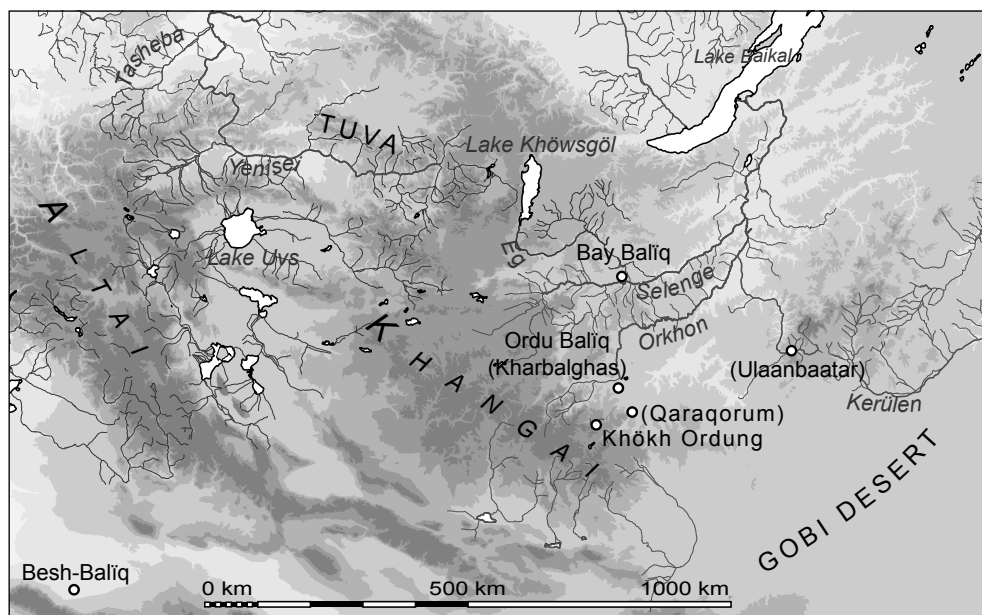 Tasheba
Lake Baikal
TUVA
Lake Khöwsgöl
Yenisei
ALTAI
Lake Uvs
Eg
Bay Balïq
Selenge
KHANGAI
Orkhon
Ordu Balïq
(Kharbalghas)
(Ulaanbaatar)
Kerülen
(Qaraqorum)
Khökh Ordung
GOBI DESERT
Besh-Balïq
0 km
500 km
1000 km